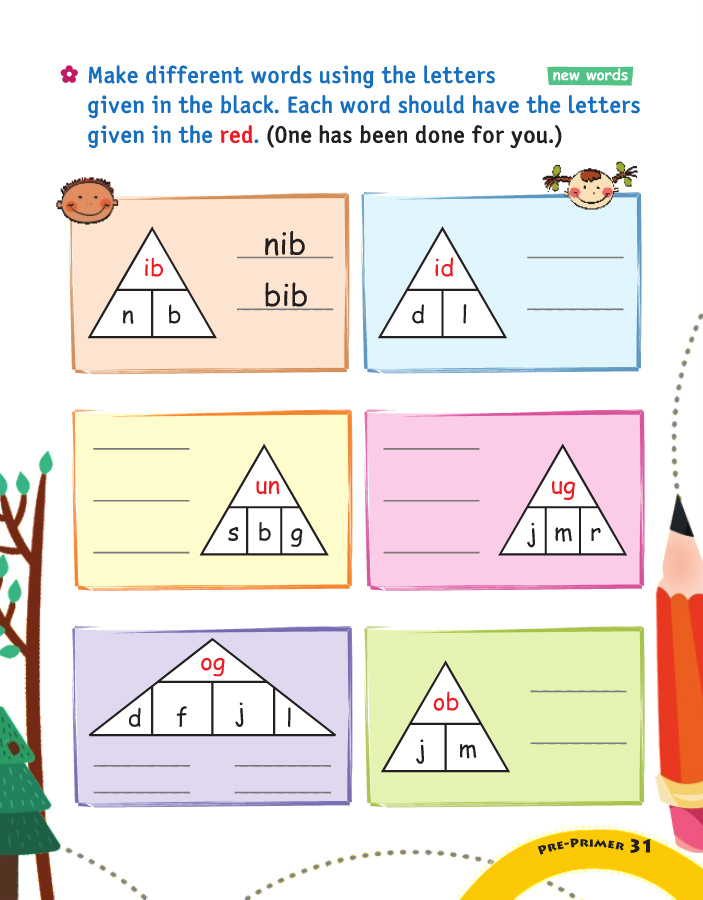 Make different words using the letters
new words
given in the black. Each word should have the letters
given in the red. (One has been done for you.)
ib
n b
nib
bib
id
d l
un
s b g
ug
j m r
og
d f j l
ob
j m
PRE-PRIMER 31